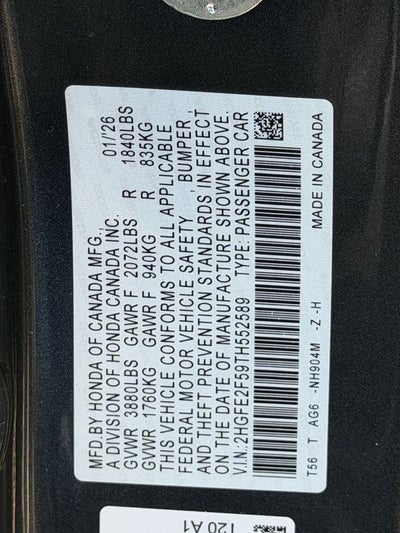 MFD.BY HONDA OF CANADA MFG.,
A DIVISION OF HONDA CANADA INC. 01/'26
GVWR 3880LBS GAWR F 2072LBS R 1840LBS
GVWR 1760KG GAWR F 940KG R 835KG
THIS VEHICLE CONFORMS TO ALL APPLICABLE
FEDERAL MOTOR VEHICLE SAFETY , BUMPER ,
AND THEFT PREVENTION STANDARDS IN EFFECT
ON THE DATE OF MANUFACTURE SHOWN ABOVE.
V.I.N.: 2HGFE2F59TH552589 TYPE: PASSENGER CAR
T56 T AG6 -NH904M -Z -H MADE IN CANADA
T20 A1